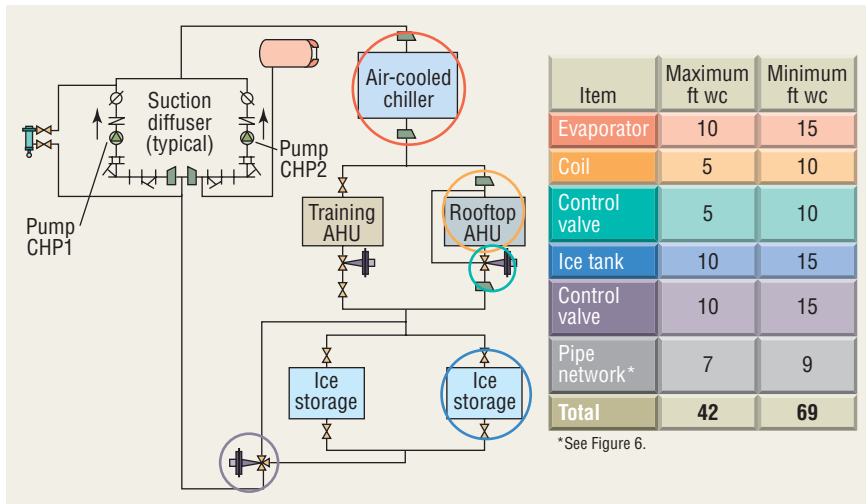 Air-cooled
chiller
Suction
diffuser
(typical)
Pump
CHP2
Pump
CHP1
Training
AHU
Rooftop
AHU
Ice
storage
Ice
storage
Item
Maximum
ft wc
Minimum
ft wc
Evaporator 10 15
Coil 5 10
Control
valve 5 10
Ice tank 10 15
Control
valve 10 15
Pipe
network* 7 9
Total 42 69
*See Figure 6.